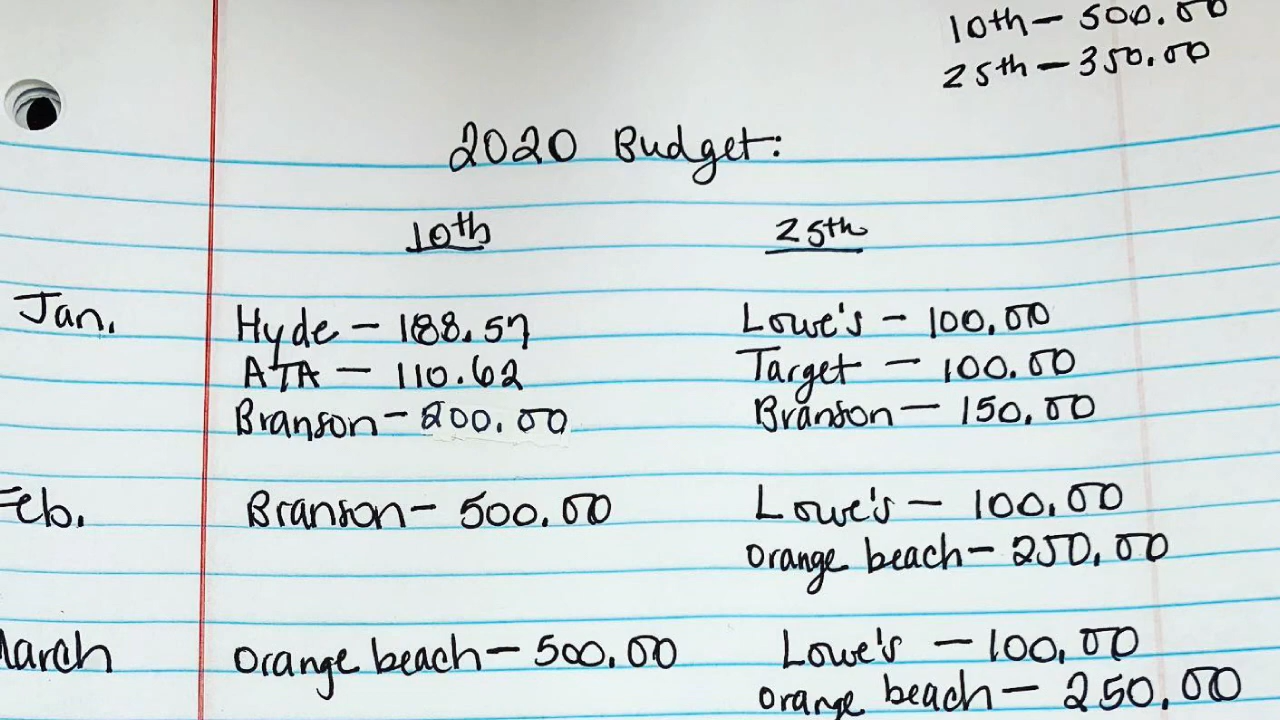 10th — 500.00
25th — 350.00
2020 Budget:
10th 25th
Jan. Hyde — 188.57 Lowe's — 100.00
ATA — 110.62 Target — 100.00
Branson — 200.00 Branson — 150.00
Feb. Branson — 500.00 Lowe's — 100.00
orange beach — 250.00
March orange beach — 500.00 Lowe's — 100.00
orange beach — 250.00